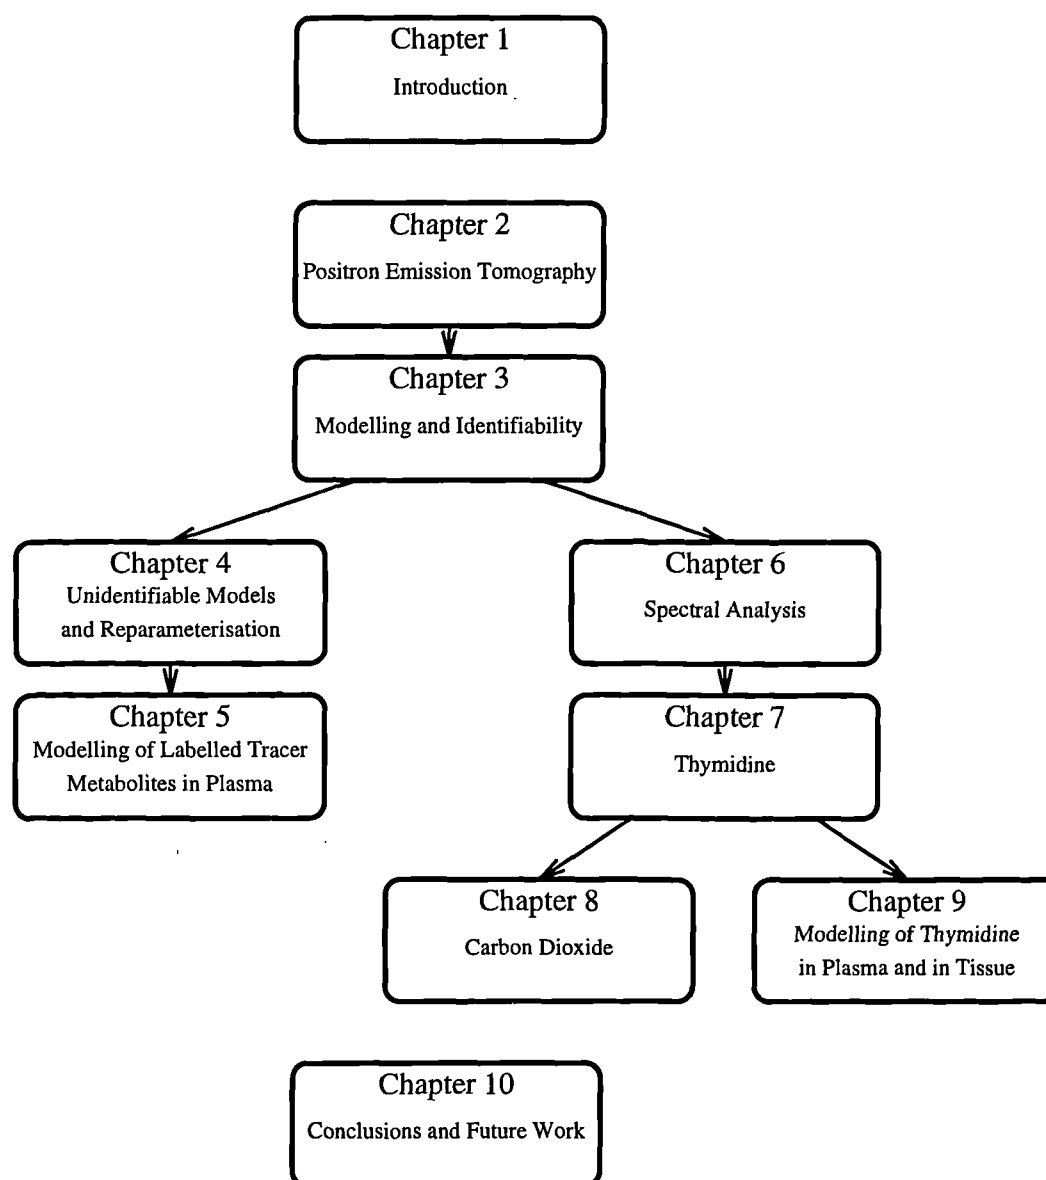 Chapter 1
Introduction
Chapter 2
Positron Emission Tomography
Chapter 3
Modelling and Identifiability
Chapter 4
Unidentifiable Models
and Reparameterisation
Chapter 5
Modelling of Labelled Tracer
Metabolites in Plasma
Chapter 6
Spectral Analysis
Chapter 7
Thymidine
Chapter 8
Carbon Dioxide
Chapter 9
Modelling of Thymidine
in Plasma and in Tissue
Chapter 10
Conclusions and Future Work